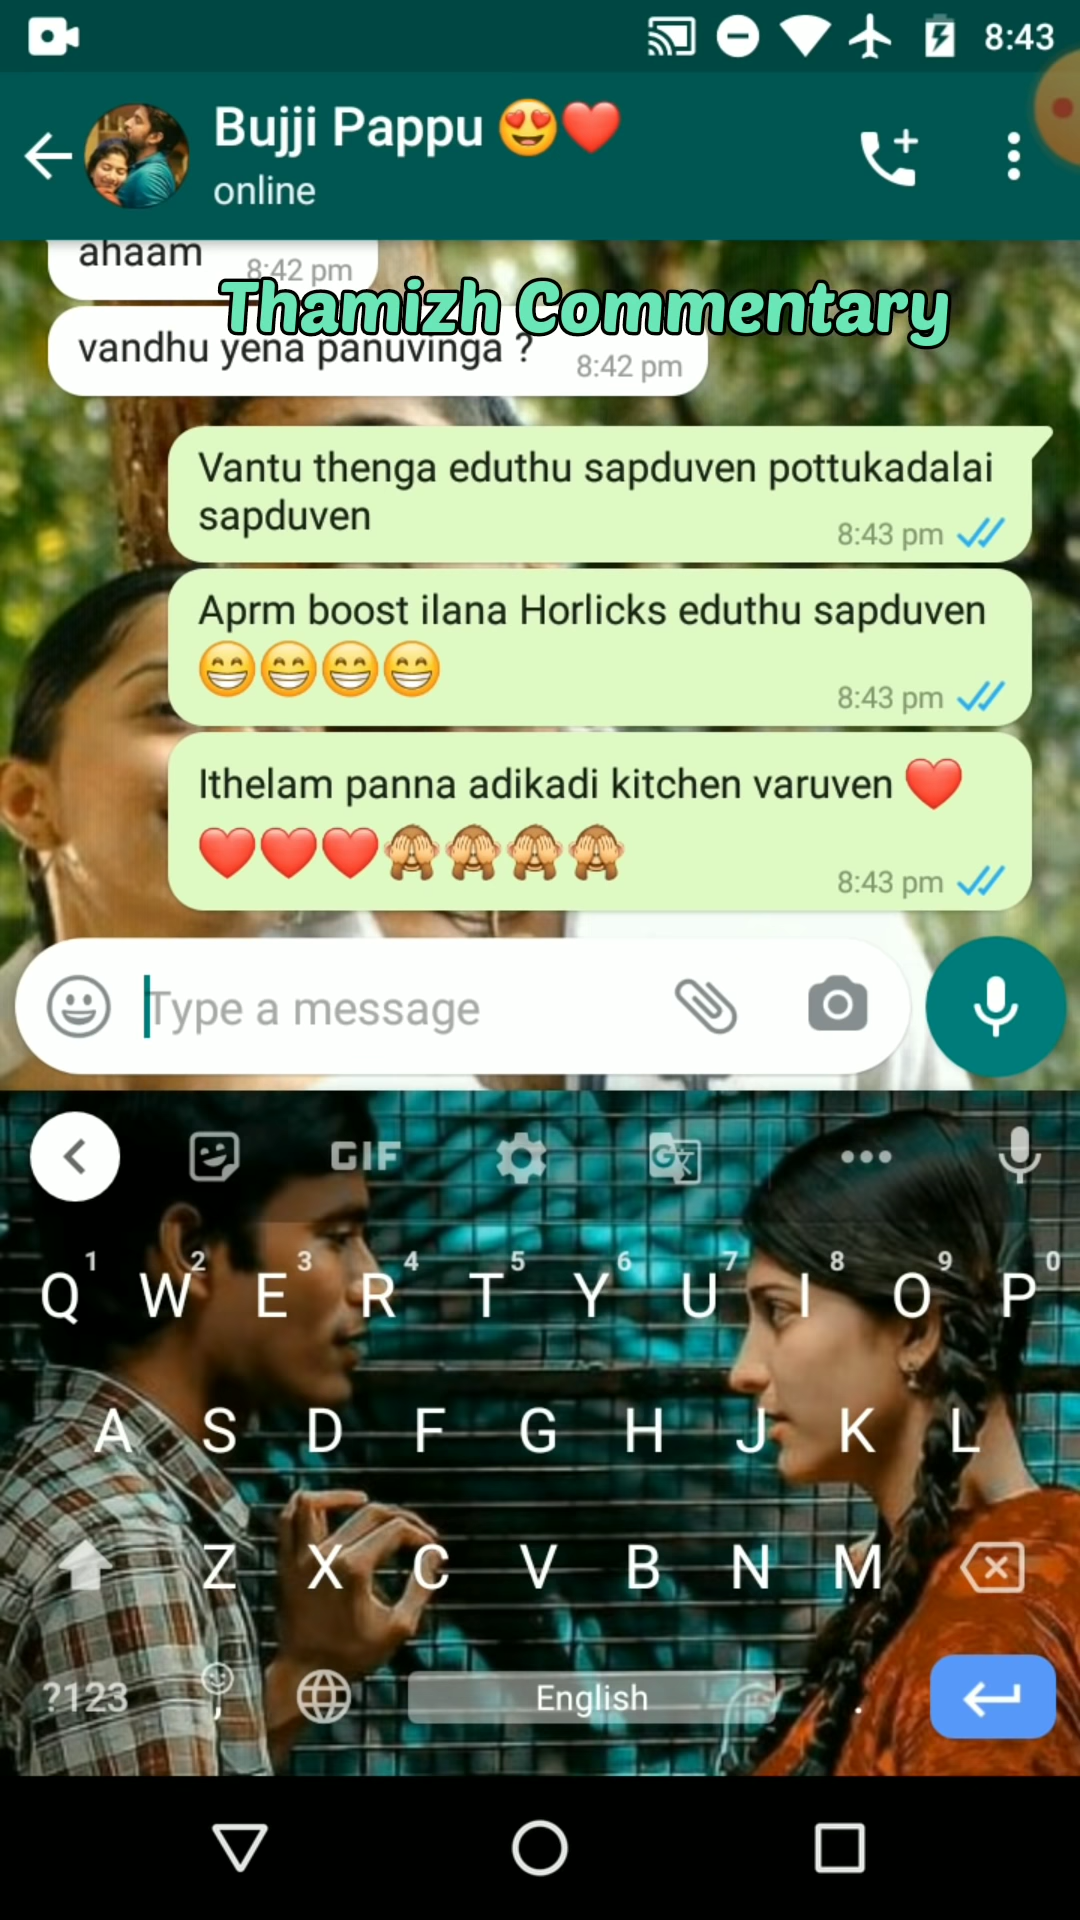 8:43
Bujji Pappu 😍❤️
online
ahaam
8:42 pm
Thamizh Commentary
vandhu yena panuvinga ?
8:42 pm
Vantu thenga eduthu sapduven pottukadalai
sapduven
8:43 pm
Aprm boost ilana Horlicks eduthu sapduven
😁😁😁😁
8:43 pm
Ithelam panna adikadi kitchen varuven ❤️
❤️❤️❤️🙈🙈🙈🙈
8:43 pm
Type a message
GIF
1 2 3 4 5 6 7 8 9 0
Q W E R T Y U I O P
A S D F G H J K L
Z X C V B N M
?123 , English .